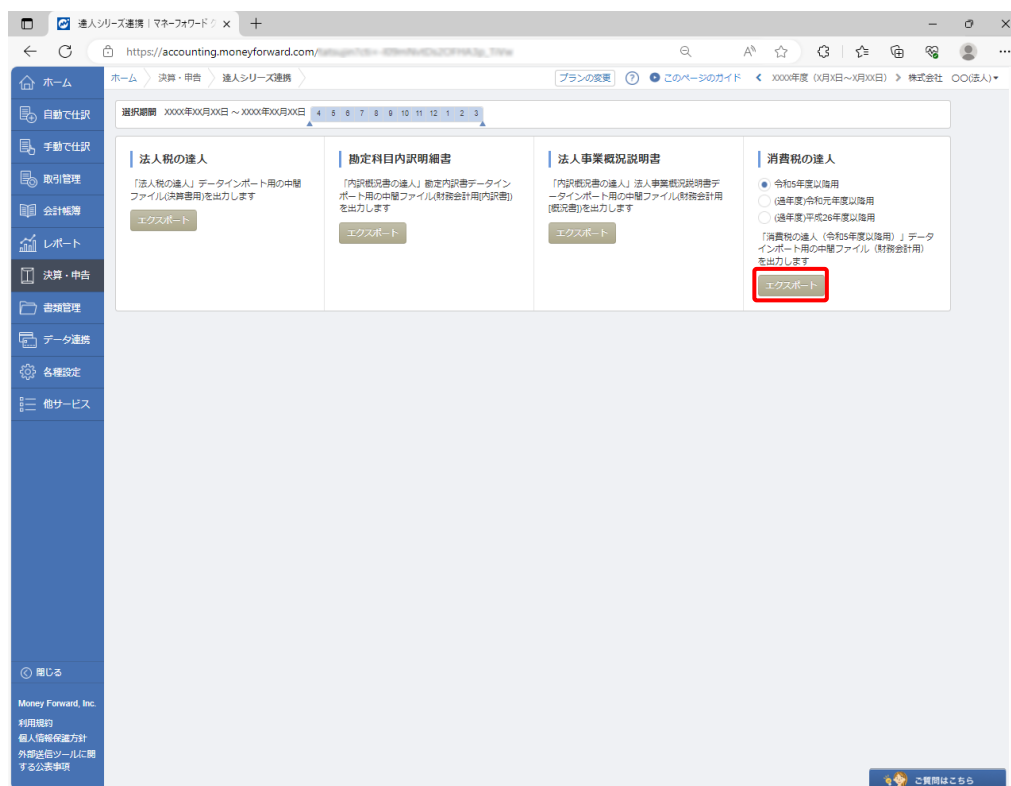 達人シリーズ連携 | マネーフォワード ク
https://accounting.moneyforward.com/
ホーム
自動で仕訳
手動で仕訳
取引管理
会計帳簿
レポート
決算・申告
書類管理
データ連携
各種設定
他サービス
閉じる
Money Forward, Inc.
利用規約
個人情報保護方針
外部送信ツールに関
する公表事項
ホーム 決算・申告 達人シリーズ連携
プランの変更 ? このページのガイド XXXX年度 (X月X日～X月XX日) 株式会社 〇〇(法人)
選択期間 XXXX年XX月XX日 ～ XXXX年XX月XX日 4 5 6 7 8 9 10 11 12 1 2 3
法人税の達人
「法人税の達人」データインポート用の中間
ファイル(決算書用)を出力します
エクスポート
勘定科目内訳明細書
「内訳概況書の達人」勘定内訳書データイン
ポート用の中間ファイル(財務会計用[内訳書])
を出力します
エクスポート
法人事業概況説明書
「内訳概況書の達人」法人事業概況説明書デ
ータインポート用の中間ファイル(財務会計用
[概況書])を出力します
エクスポート
消費税の達人
令和5年度以降用
(過年度)令和元年度以降用
(過年度)平成26年度以降用
「消費税の達人（令和5年度以降用）」データ
インポート用の中間ファイル（財務会計用）
を出力します
エクスポート
ご質問はこちら